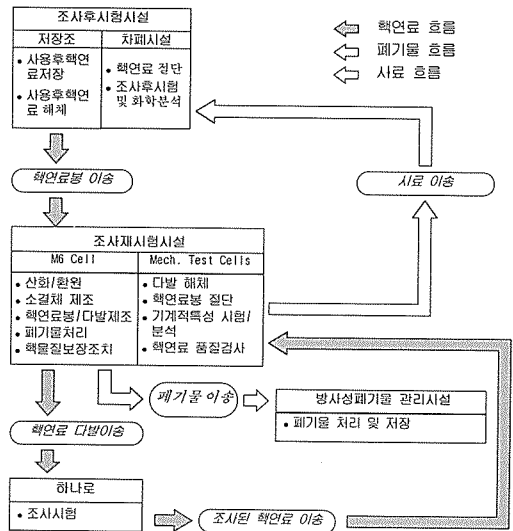 조사후시험시설
저장조
차폐시설
• 사용후핵연
료저장
• 사용후핵연
료 해체
• 핵연료 절단
• 조사후시험
및 화학분석
핵연료 흐름
폐기물 흐름
시료 흐름
핵연료봉 이송
시료 이송
조사재시험시설
M6 Cell
Mech. Test Cells
• 산화/환원
• 소결체 제조
• 핵연료봉/다발제조
• 폐기물처리
• 핵물질보장조치
• 다발 해체
• 핵연료봉 절단
• 기계적특성 시험/
분석
• 핵연료 품질검사
폐기물 이송
방사성폐기물 관리시설
• 폐기물 처리 및 저장
핵연료 다발이송
하나로
• 조사시험
조사된 핵연료 이송